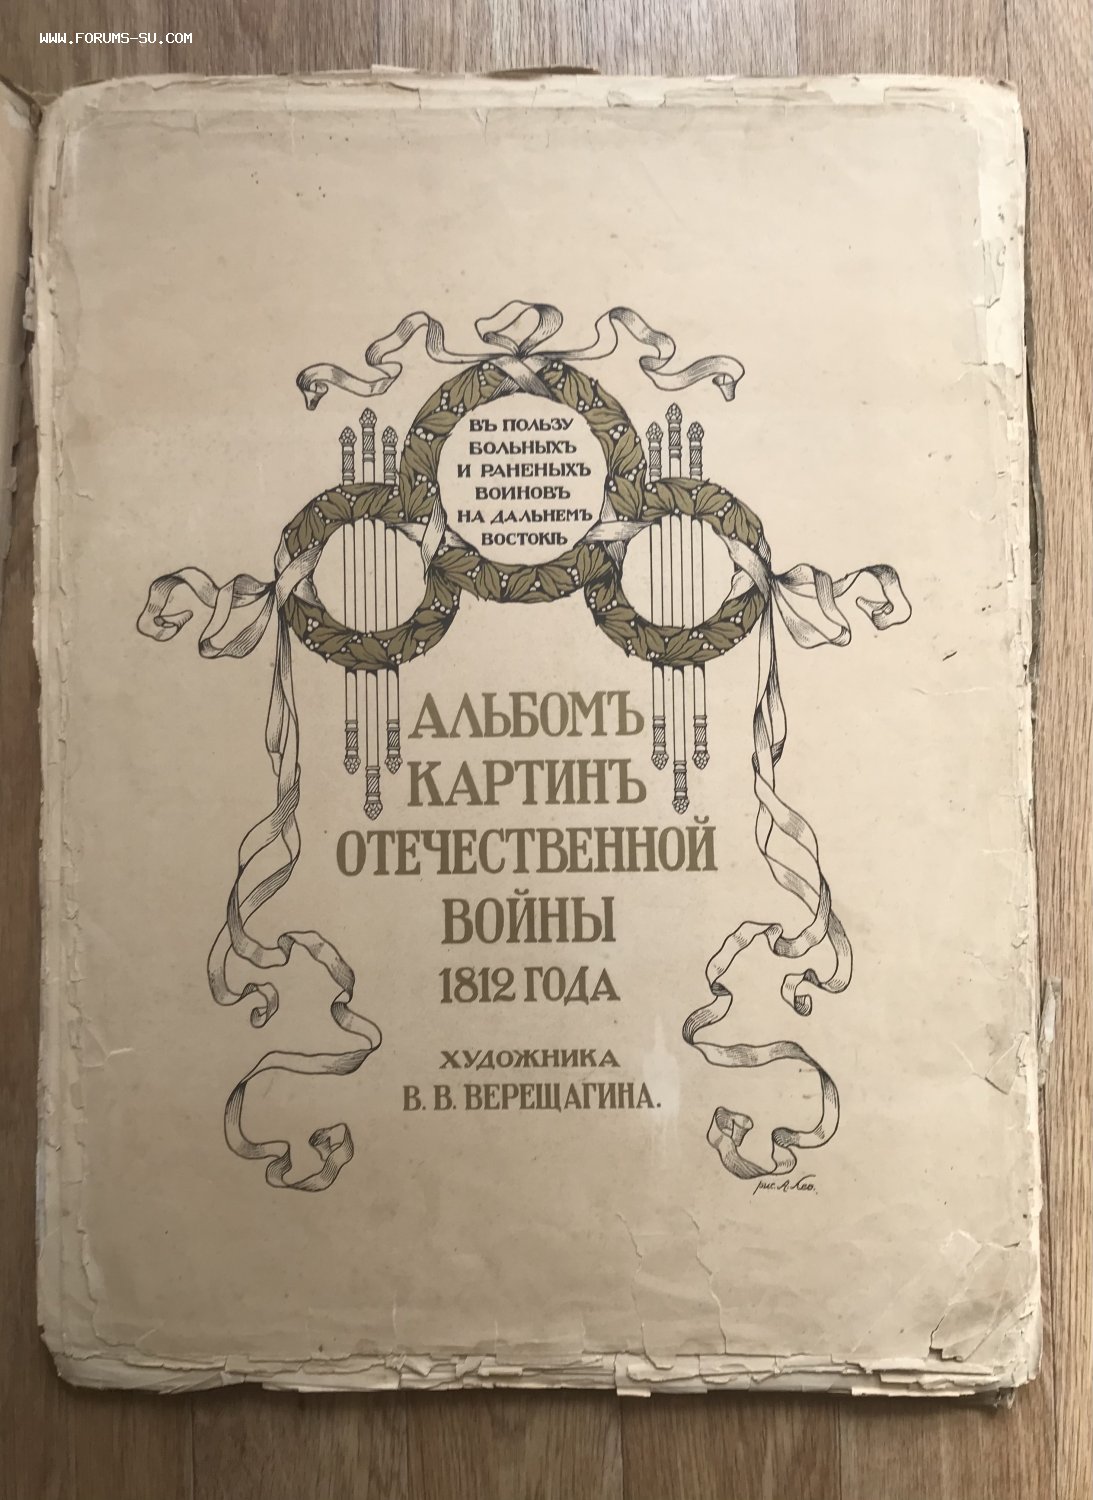 WWW.FORUMS-SU.COM
ВЪ ПОЛЬЗУ
БОЛЬНЫХЪ
И РАНЕНЫХЪ
ВОИНОВЪ
НА ДАЛЬНЕМЪ
ВОСТОКѢ
АЛЬБОМЪ
КАРТИНЪ
ОТЕЧЕСТВЕННОЙ
ВОЙНЫ
1812 ГОДА
ХУДОЖНИКА
В. В. ВЕРЕЩАГИНА.
рис. А.